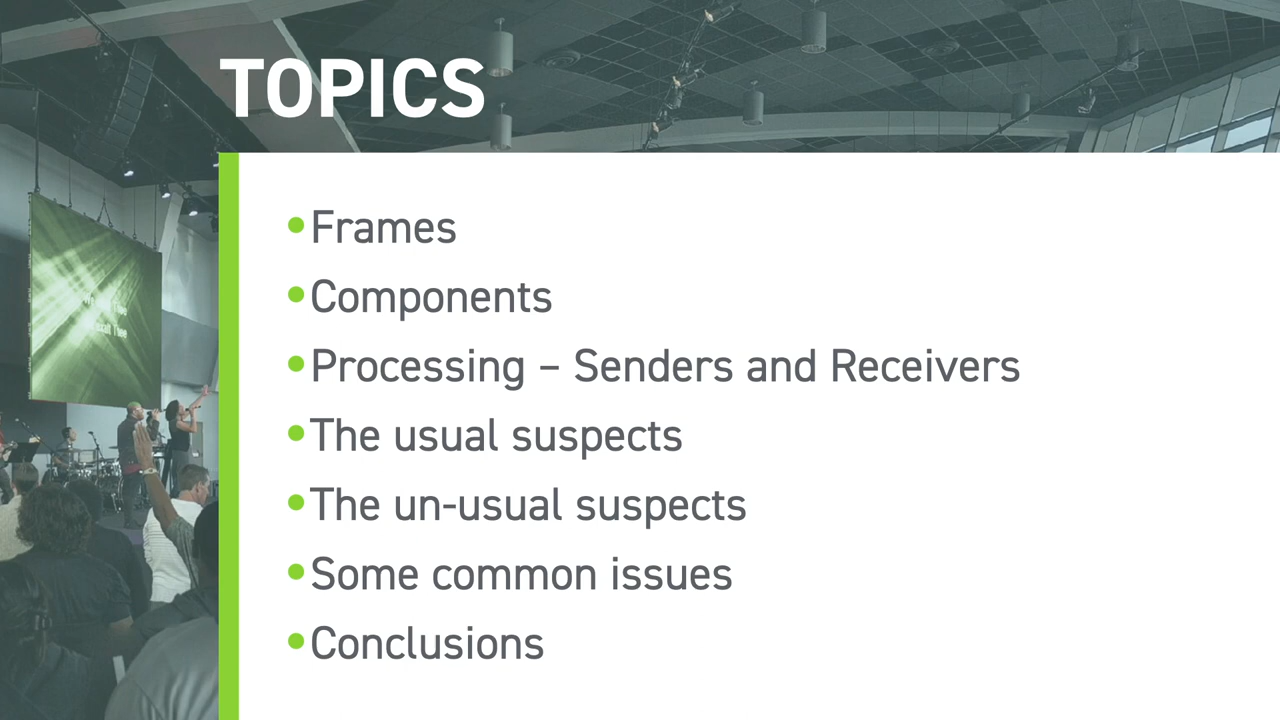 TOPICS
•Frames
•Components
•Processing – Senders and Receivers
•The usual suspects
•The un-usual suspects
•Some common issues
•Conclusions